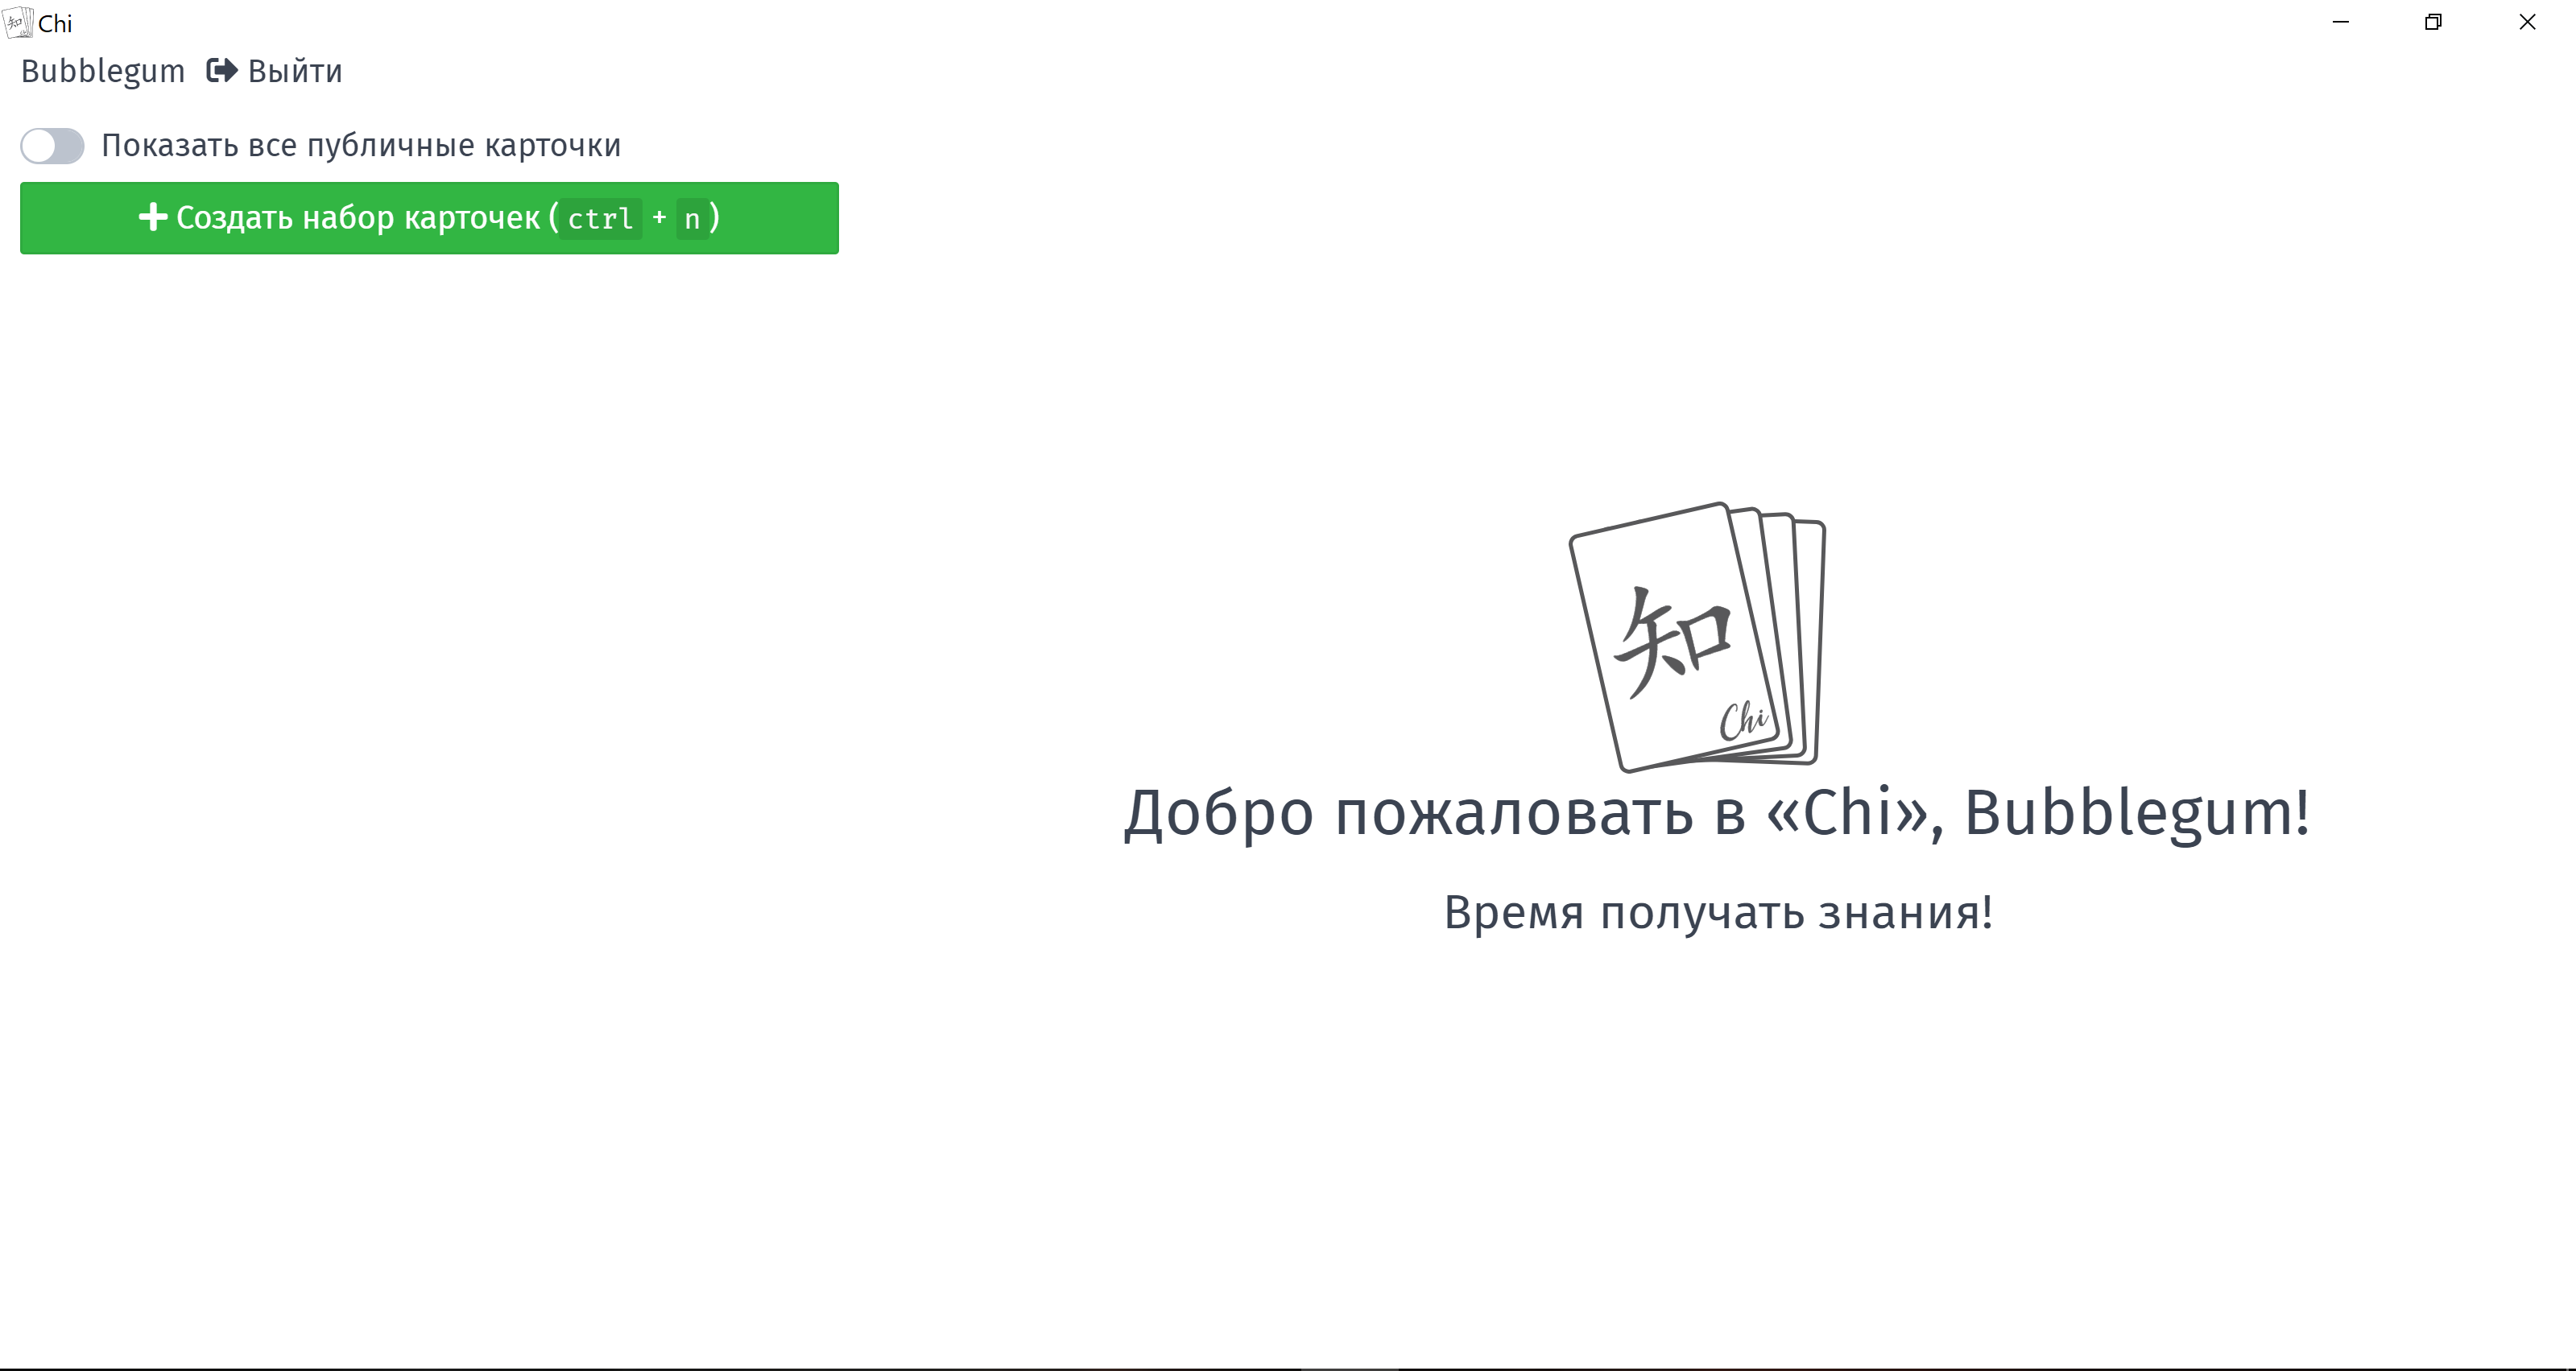 Chi
Bubblegum Выйти
Показать все публичные карточки
Создать набор карточек (ctrl + n)
知
Chi
Добро пожаловать в «Chi», Bubblegum!
Время получать знания!